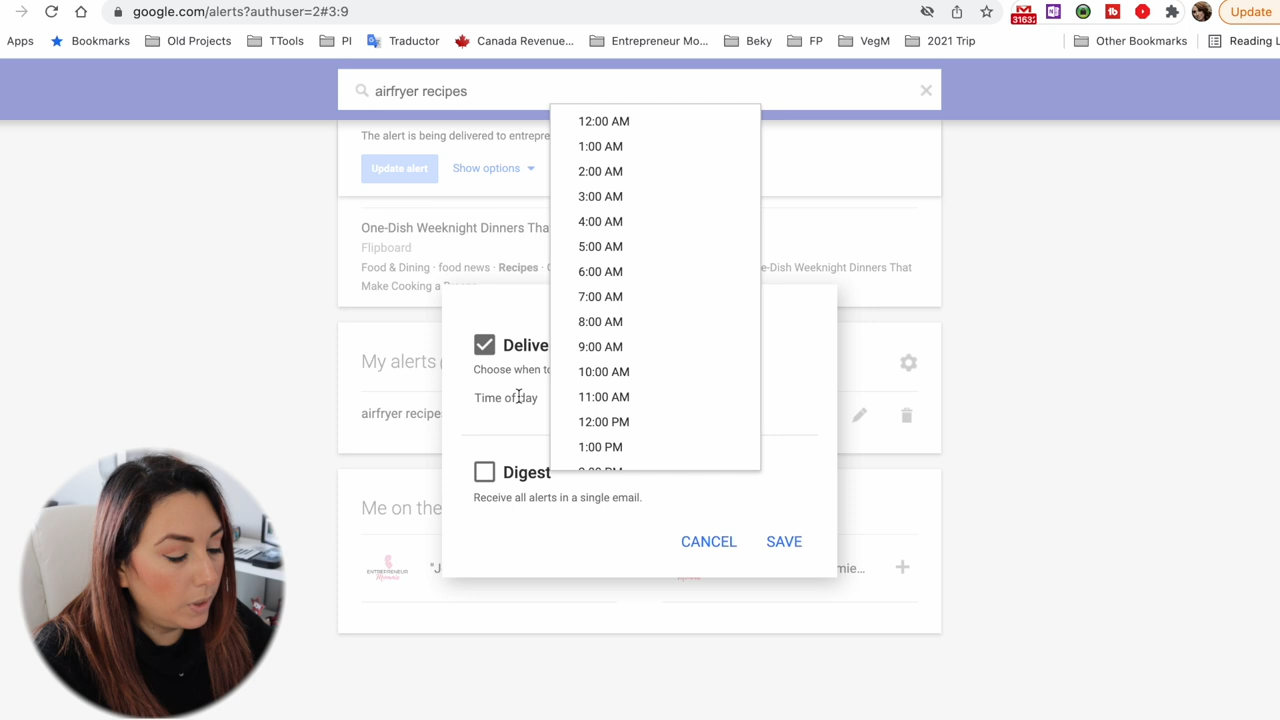 google.com/alerts?authuser=2#3:9
31632
Update
Apps
Bookmarks
Old Projects
TTools
PI
Traductor
Canada Revenue...
Entrepreneur Mo...
Beky
FP
VegM
2021 Trip
Other Bookmarks
Reading L
airfryer recipes
The alert is being delivered to entrepre
Update alert
Show options
One-Dish Weeknight Dinners Tha
Flipboard
Food & Dining · food news · Recipes ·
e-Dish Weeknight Dinners That
Make Cooking a
12:00 AM
1:00 AM
2:00 AM
3:00 AM
4:00 AM
5:00 AM
6:00 AM
7:00 AM
8:00 AM
9:00 AM
10:00 AM
11:00 AM
12:00 PM
1:00 PM
My alerts (
airfryer recipe
Delive
Choose when to
Time of day
Digest
Receive all alerts in a single email.
CANCEL
SAVE
Me on the
ENTREPRENEUR
Mommie
"J
mie...